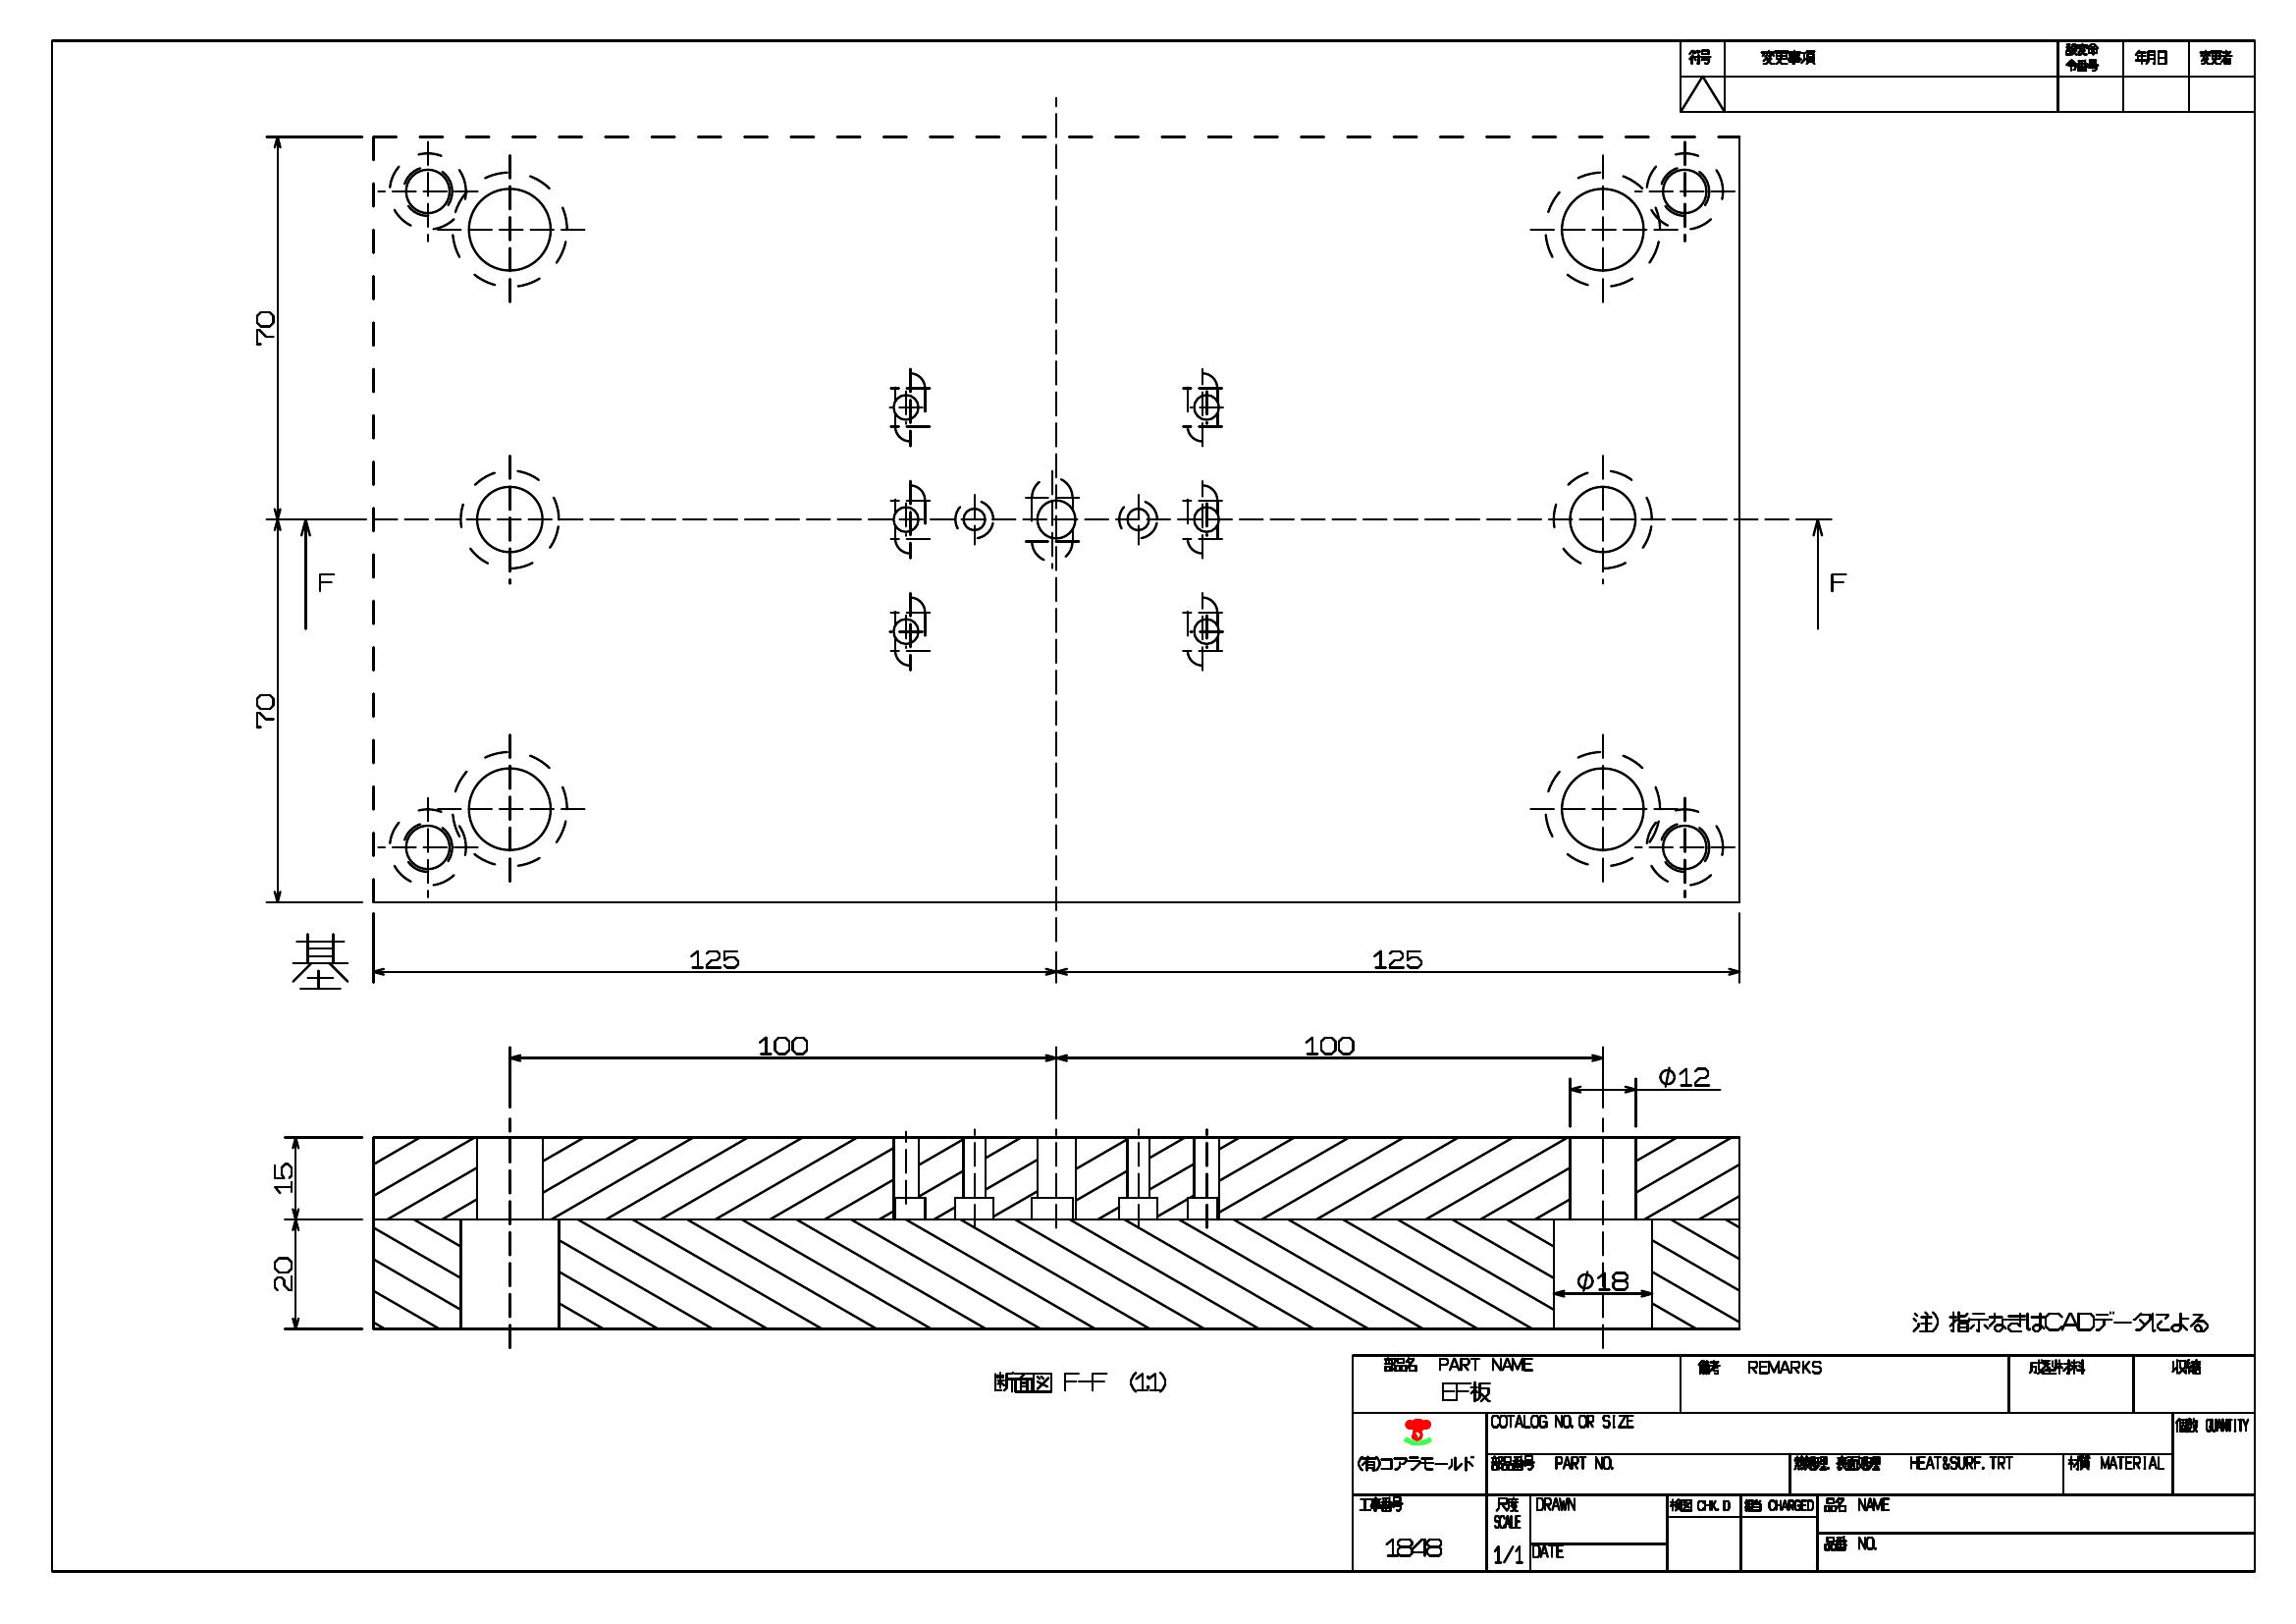 符号 変更事項 設変命令番号 年月日 変更者
70
F
F
70
基
125 125
100 100
φ12
15
20
φ18
注) 指示なきはCADデータによる
断面図 F-F (1:1)
部品名 PART NAME 備考 REMARKS 成型材料 収縮
EF板
COTALOG NO.OR SIZE 個数 QUANTITY
(有)コアラモールド 部品番号 PART NO. 熱処理. 表面処理 HEAT&SURF.TRT 材質 MATERIAL
工事番号 尺度 DRAWN 検図 CHK.D 担当 CHARGED 品名 NAME
SCALE
1848 1/1 DATE 品番 NO.